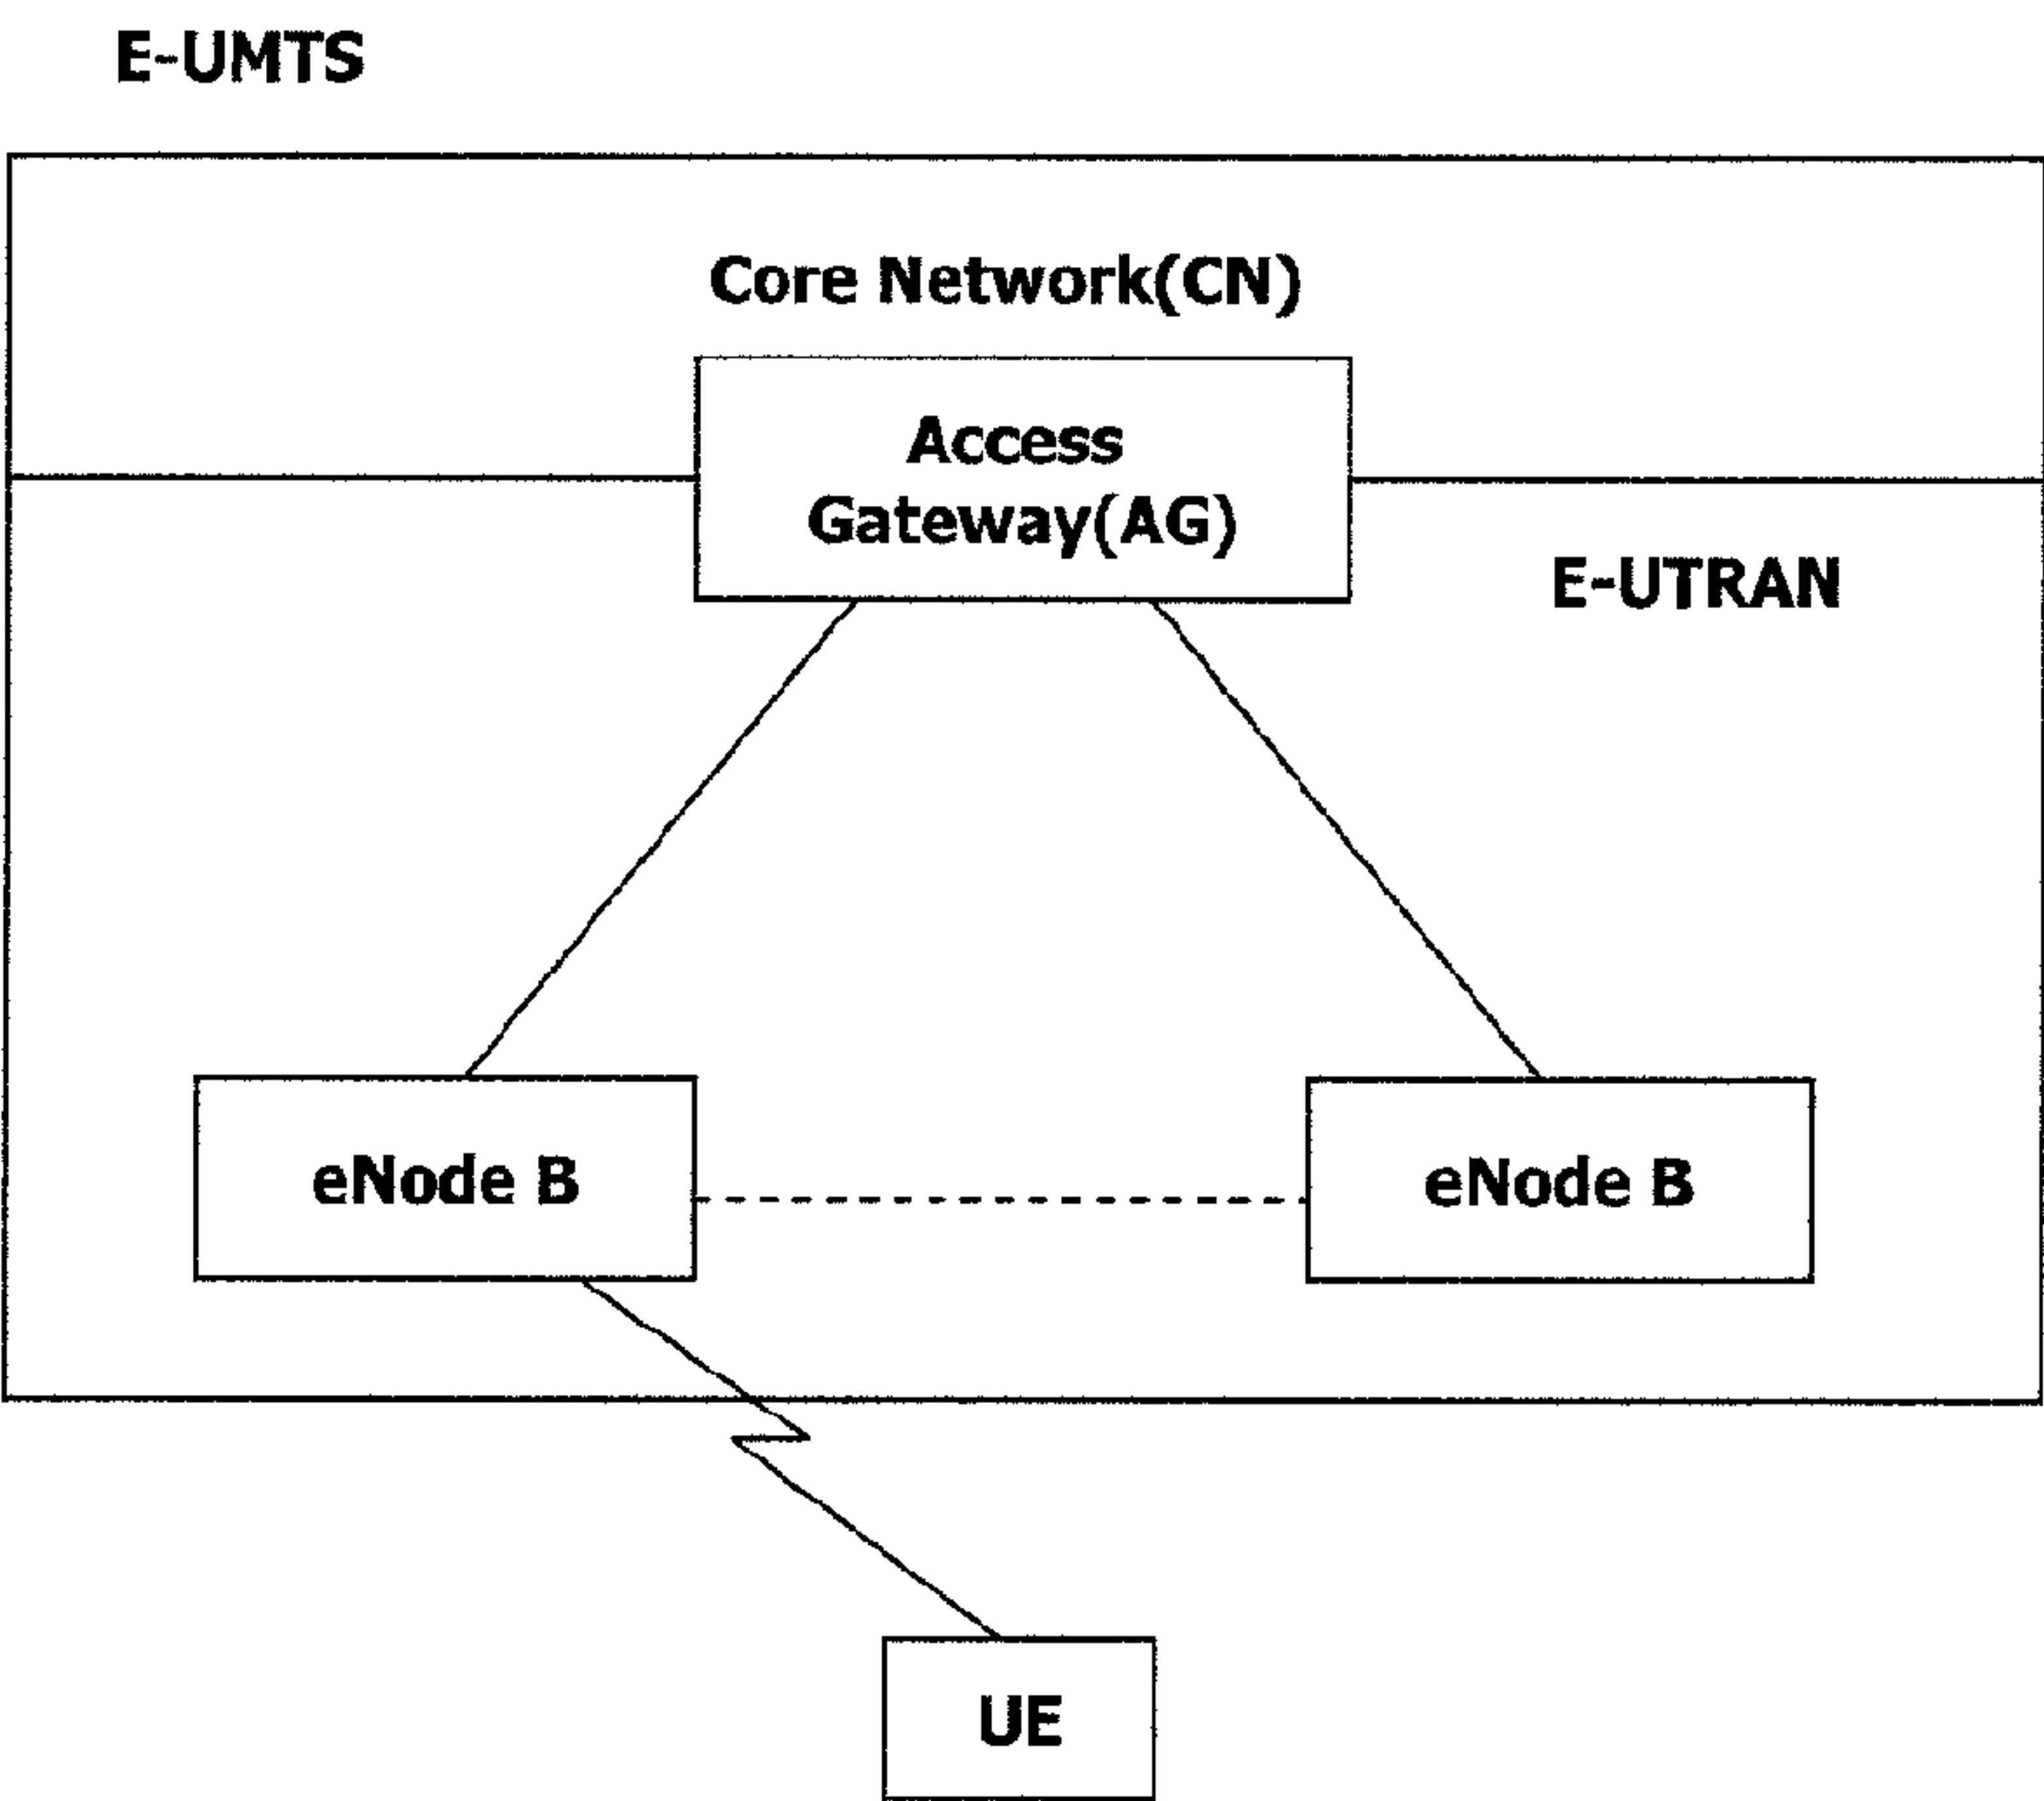 E-UMTS
Core Network(CN)
Access
Gateway(AG)
E-UTRAN
eNode B
eNode B
UE